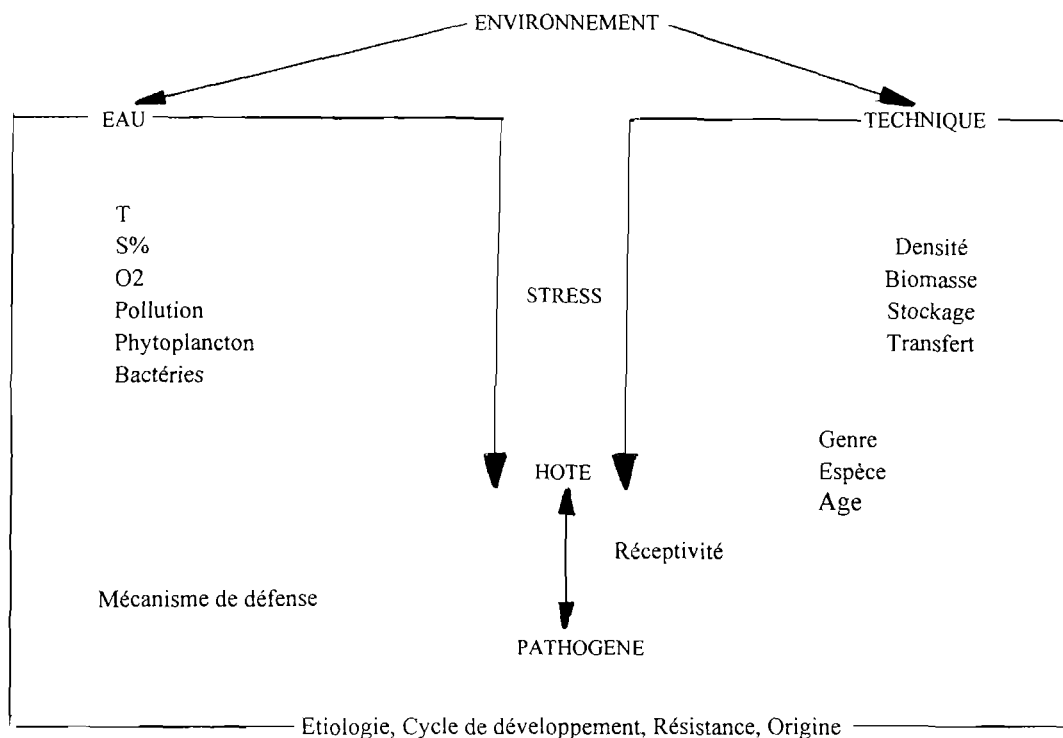 ENVIRONNEMENT
EAU
TECHNIQUE
T
S%
O2
Pollution
Phytoplancton
Bactéries
STRESS
Densité
Biomasse
Stockage
Transfert
Genre
Espèce
Age
HOTE
Réceptivité
Mécanisme de défense
PATHOGENE
Etiologie, Cycle de développement, Résistance, Origine